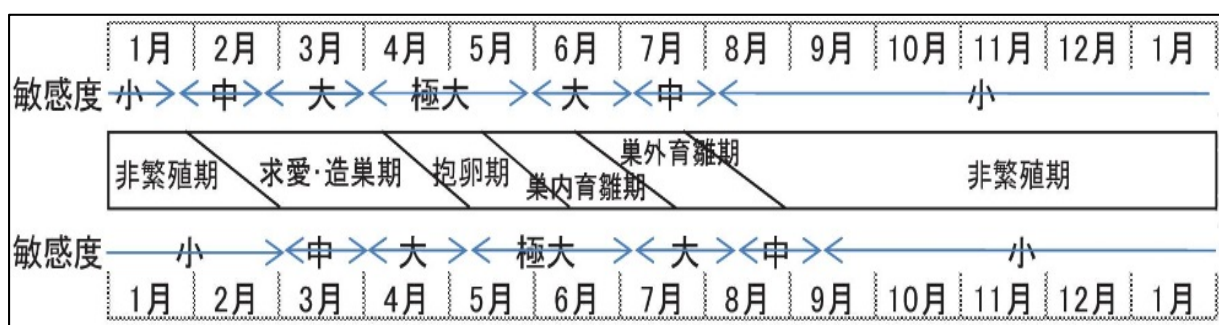 1月 2月 3月 4月 5月 6月 7月 8月 9月 10月 11月 12月 1月
敏感度 小 中 大 極大 大 中 小
非繁殖期 求愛・造巣期 抱卵期 巣内育雛期 巣外育雛期 非繁殖期
敏感度 小 中 大 極大 大 中 小
1月 2月 3月 4月 5月 6月 7月 8月 9月 10月 11月 12月 1月